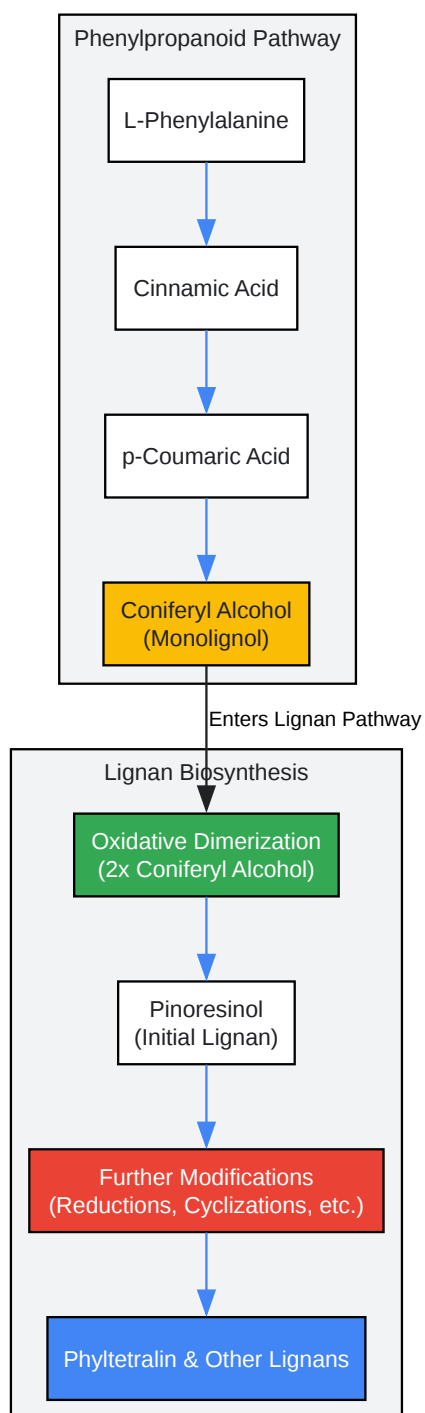 Phenylpropanoid Pathway
L-Phenylalanine
Cinnamic Acid
p-Coumaric Acid
Coniferyl Alcohol
(Monolignol)
Enters Lignan Pathway
Lignan Biosynthesis
Oxidative Dimerization
(2x Coniferyl Alcohol)
Pinoresinol
(Initial Lignan)
Further Modifications
(Reductions, Cyclizations, etc.)
Phyltetralin & Other Lignans